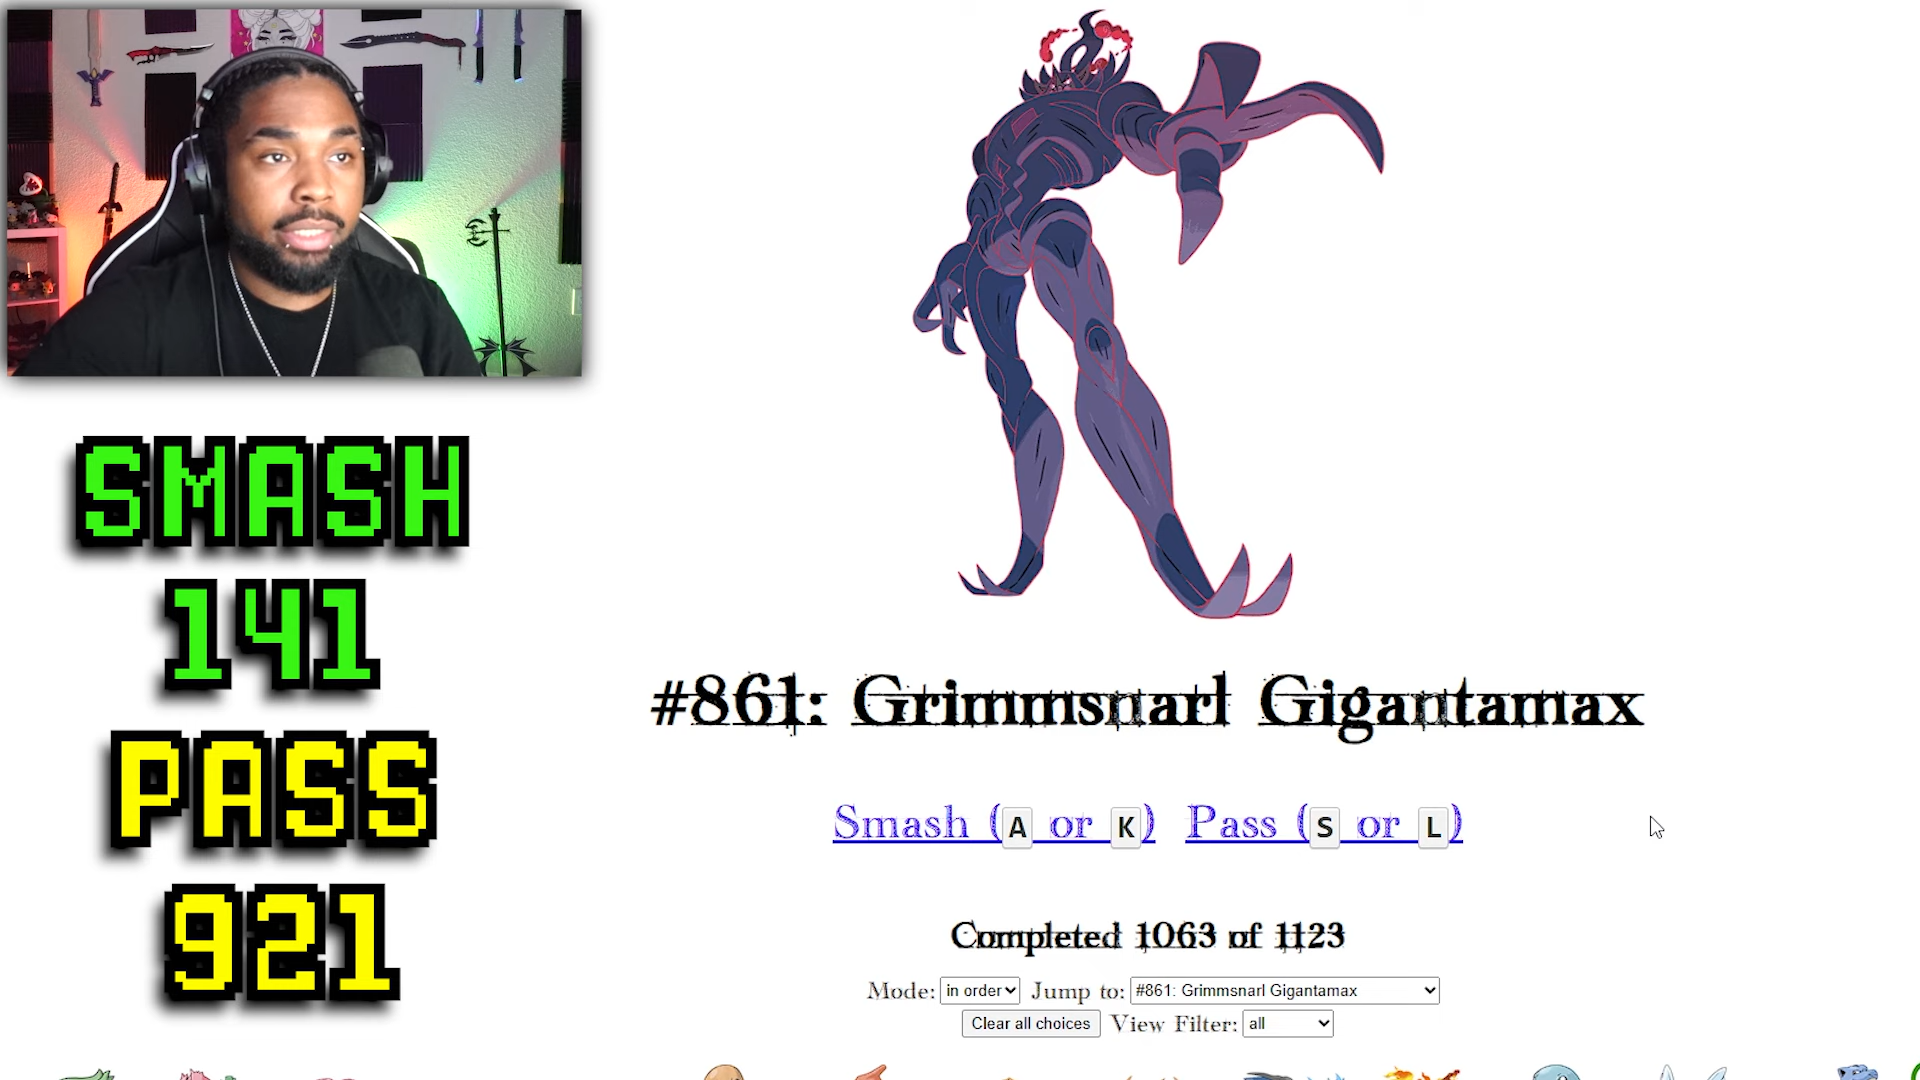 SMASH
141
PASS
921
#861: Grimmsnarl Gigantamax
Smash (A or K) Pass (S or L)
Completed 1063 of 1123
Mode: in order Jump to: #861: Grimmsnarl Gigantamax
Clear all choices View Filter: all